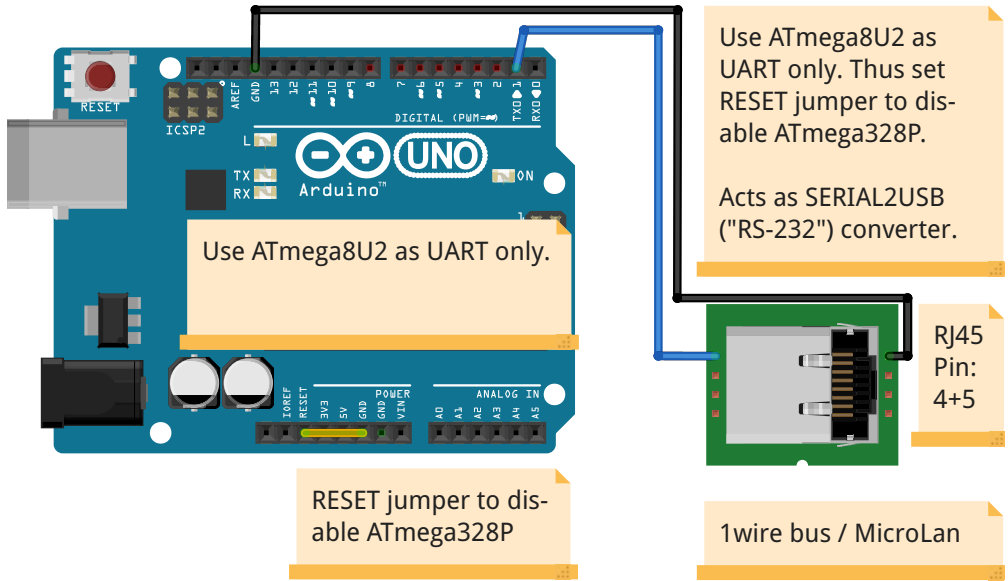 Use ATmega8U2 as
UART only. Thus set
RESET jumper to dis-
able ATmega328P.
Acts as SERIAL2USB
("RS-232") converter.
RESET
ICSP2
AREF
GND
13
12
11
10
9
8
7
6
5
4
3
2
TX0 1
RX0 0
DIGITAL (PWM=
L
TX
RX
UNO
Arduino™
ON
1
Use ATmega8U2 as UART only.
RJ45
Pin:
4+5
POWER
ANALOG IN
IOREF
RESET
3V3
5V
GND
GND
VIN
A0
A1
A2
A3
A4
A5
RESET jumper to dis-
able ATmega328P
1wire bus / MicroLan